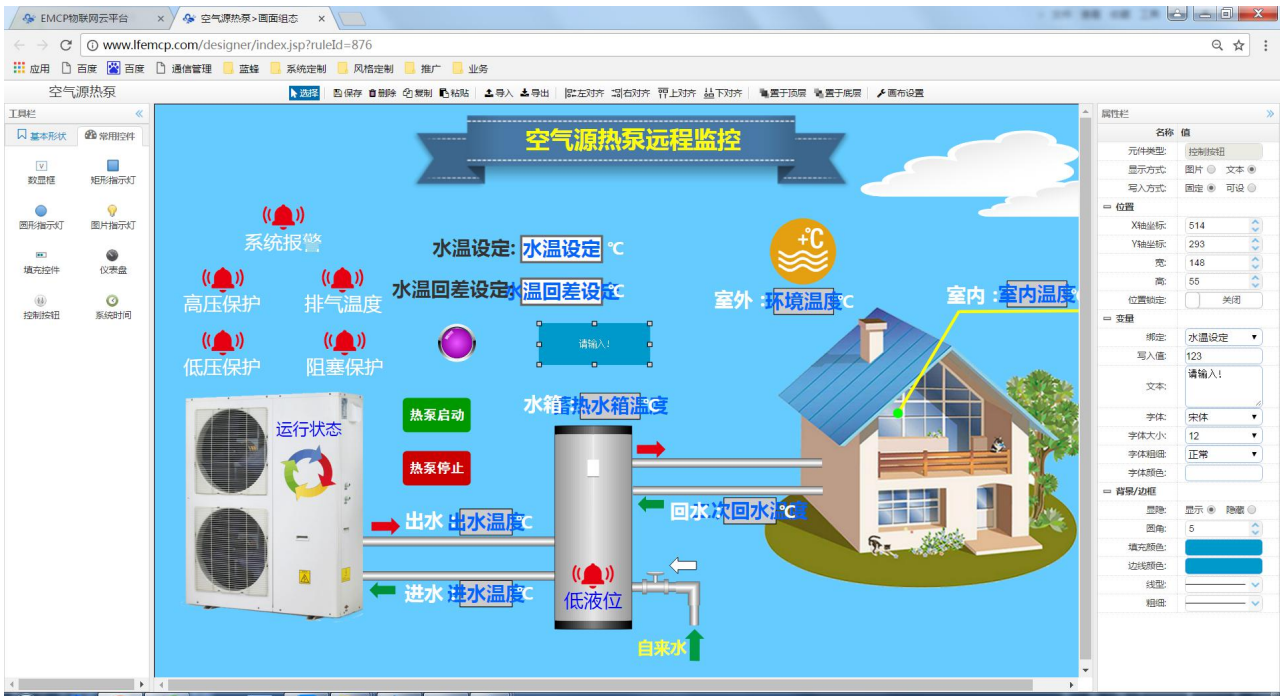 EMCP物联网云平台
空气源热泵>画面组态
www.lfemcp.com/designer/index.jsp?ruleId=876
应用 百度 百度 通信管理 蓝蜂 系统定制 风格定制 推广 业务
空气源热泵
选择 保存 删除 复制 粘贴 导入 导出 左对齐 右对齐 上对齐 下对齐 置于顶层 置于底层 画布设置
工具栏
基本形状 常用控件
数显框 矩形指示灯
圆形指示灯 图片指示灯
填充控件 仪表盘
控制按钮 系统时间
空气源热泵远程监控
系统报警
高压保护 排气温度
低压保护 阻塞保护
水温设定: 水温设定 ℃
水温回差设定: 水温回差设定
请输入!
+℃
室外 : 环境温度 ℃
室内 : 室内温度
运行状态
热泵启动
热泵停止
水箱
热水箱温度
出水 出水温度 ℃
进水 进水温度 ℃
回水 次回水温度 ℃
低液位
自来水
属性栏
名称 值
元件类型: 控制按钮
显示方式: 图片 文本
写入方式: 固定 可设
位置
X轴坐标: 514
Y轴坐标: 293
宽: 148
高: 55
位置锁定: 关闭
变量
绑定: 水温设定
写入值: 123
文本: 请输入!
字体: 宋体
字体大小: 12
字体粗细: 正常
字体颜色:
背景/边框
显隐: 显示 隐藏
圆角: 5
填充颜色:
边线颜色:
线型:
粗细: